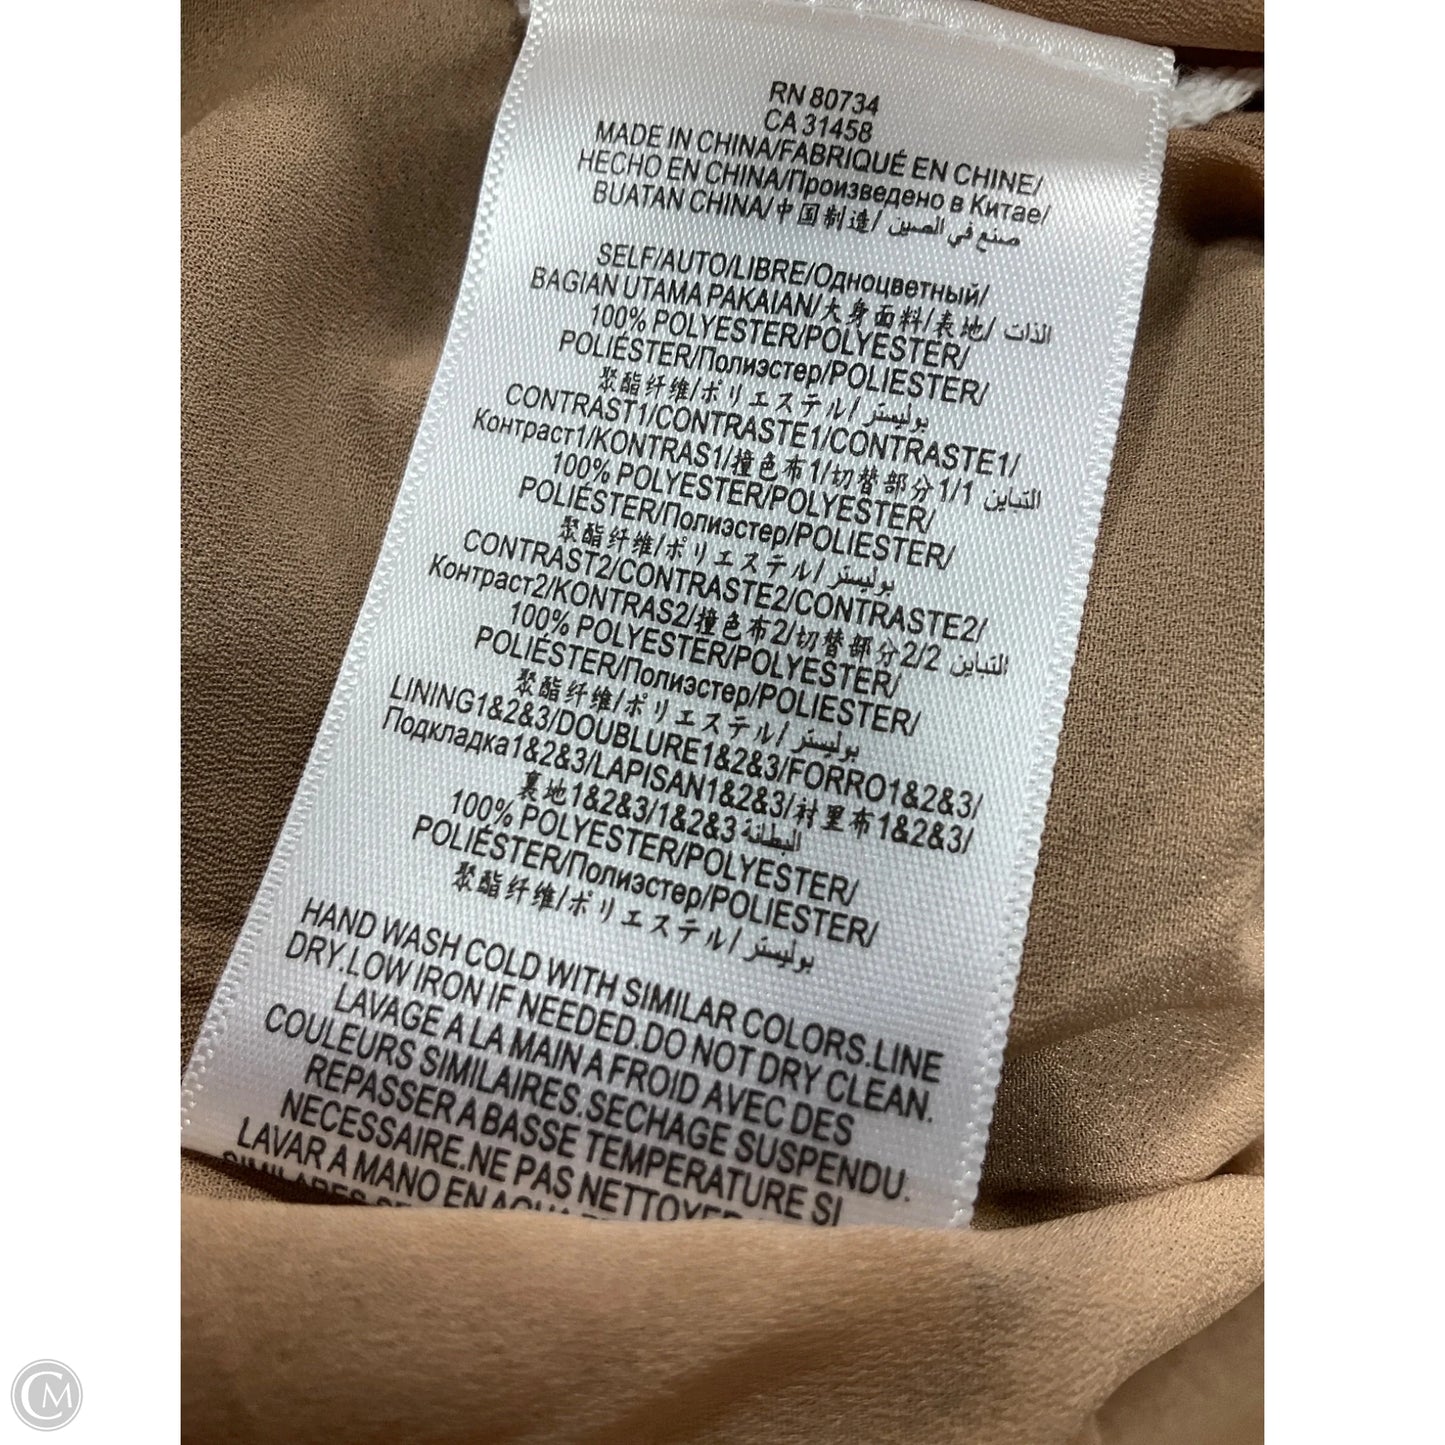 RN 80734
CA 31458
MADE IN CHINA/FABRIQUÉ EN CHINE/
HECHO EN CHINA/Произведено в Китае/
BUATAN CHINA/中国制造/ صنع في الصين
SELF/AUTO/LIBRE/Одноцветный/
BAGIAN UTAMA PAKAIAN/大身面料/表地/ الذات
100% POLYESTER/POLYESTER/
POLIÉSTER/Полиэстер/POLIESTER/
聚酯纤维/ポリエステル/ بوليستر
CONTRAST1/CONTRASTE1/CONTRASTE1/
Контраст1/KONTRAS1/撞色布1/切替部分1/1 التباين
100% POLYESTER/POLYESTER/
POLIÉSTER/Полиэстер/POLIESTER/
聚酯纤维/ポリエステル/ بوليستر
CONTRAST2/CONTRASTE2/CONTRASTE2/
Контраст2/KONTRAS2/撞色布2/切替部分2/2 التباين
100% POLYESTER/POLYESTER/
POLIÉSTER/Полиэстер/POLIESTER/
聚酯纤维/ポリエステル/ بوليستر
LINING1&2&3/DOUBLURE1&2&3/FORRO1&2&3/
Подкладка1&2&3/LAPISAN1&2&3/衬里布1&2&3/
裏地1&2&3/1&2&3 البطانة
100% POLYESTER/POLYESTER/
POLIÉSTER/Полиэстер/POLIESTER/
聚酯纤维/ポリエステル/ بوليستر
HAND WASH COLD WITH SIMILAR COLORS.LINE
DRY.LOW IRON IF NEEDED.DO NOT DRY CLEAN.
LAVAGE A LA MAIN A FROID AVEC DES
COULEURS SIMILAIRES.SECHAGE SUSPENDU.
REPASSER A BASSE TEMPERATURE SI
NECESSAIRE.NE PAS NETTOYER
LAVAR A MANO EN AGUA
CM